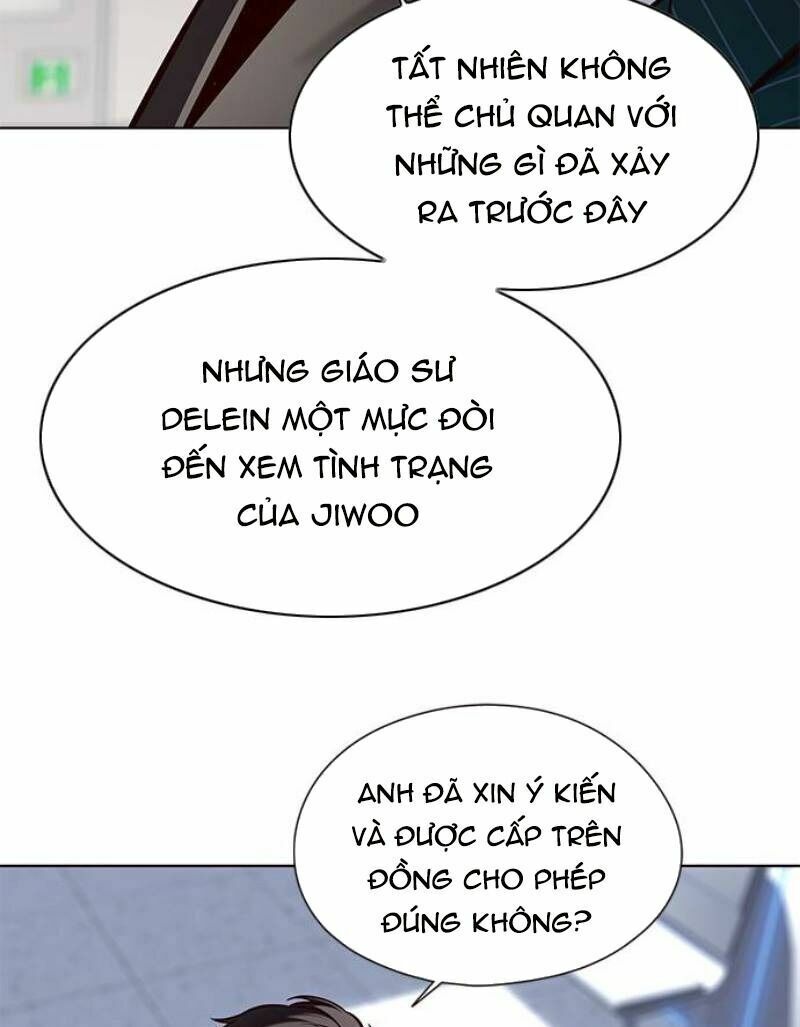 TẤT NHIÊN KHÔNG
THỂ CHỦ QUAN VỚI
NHỮNG GÌ ĐÃ XẢY
RA TRƯỚC ĐÂY
NHƯNG GIÁO SƯ
DELEIN MỘT MỰC ĐÒI
ĐẾN XEM TÌNH TRẠNG
CỦA JIWOO
ANH ĐÃ XIN Ý KIẾN
VÀ ĐƯỢC CẤP TRÊN
ĐỒNG CHO PHÉP
ĐÚNG KHÔNG?